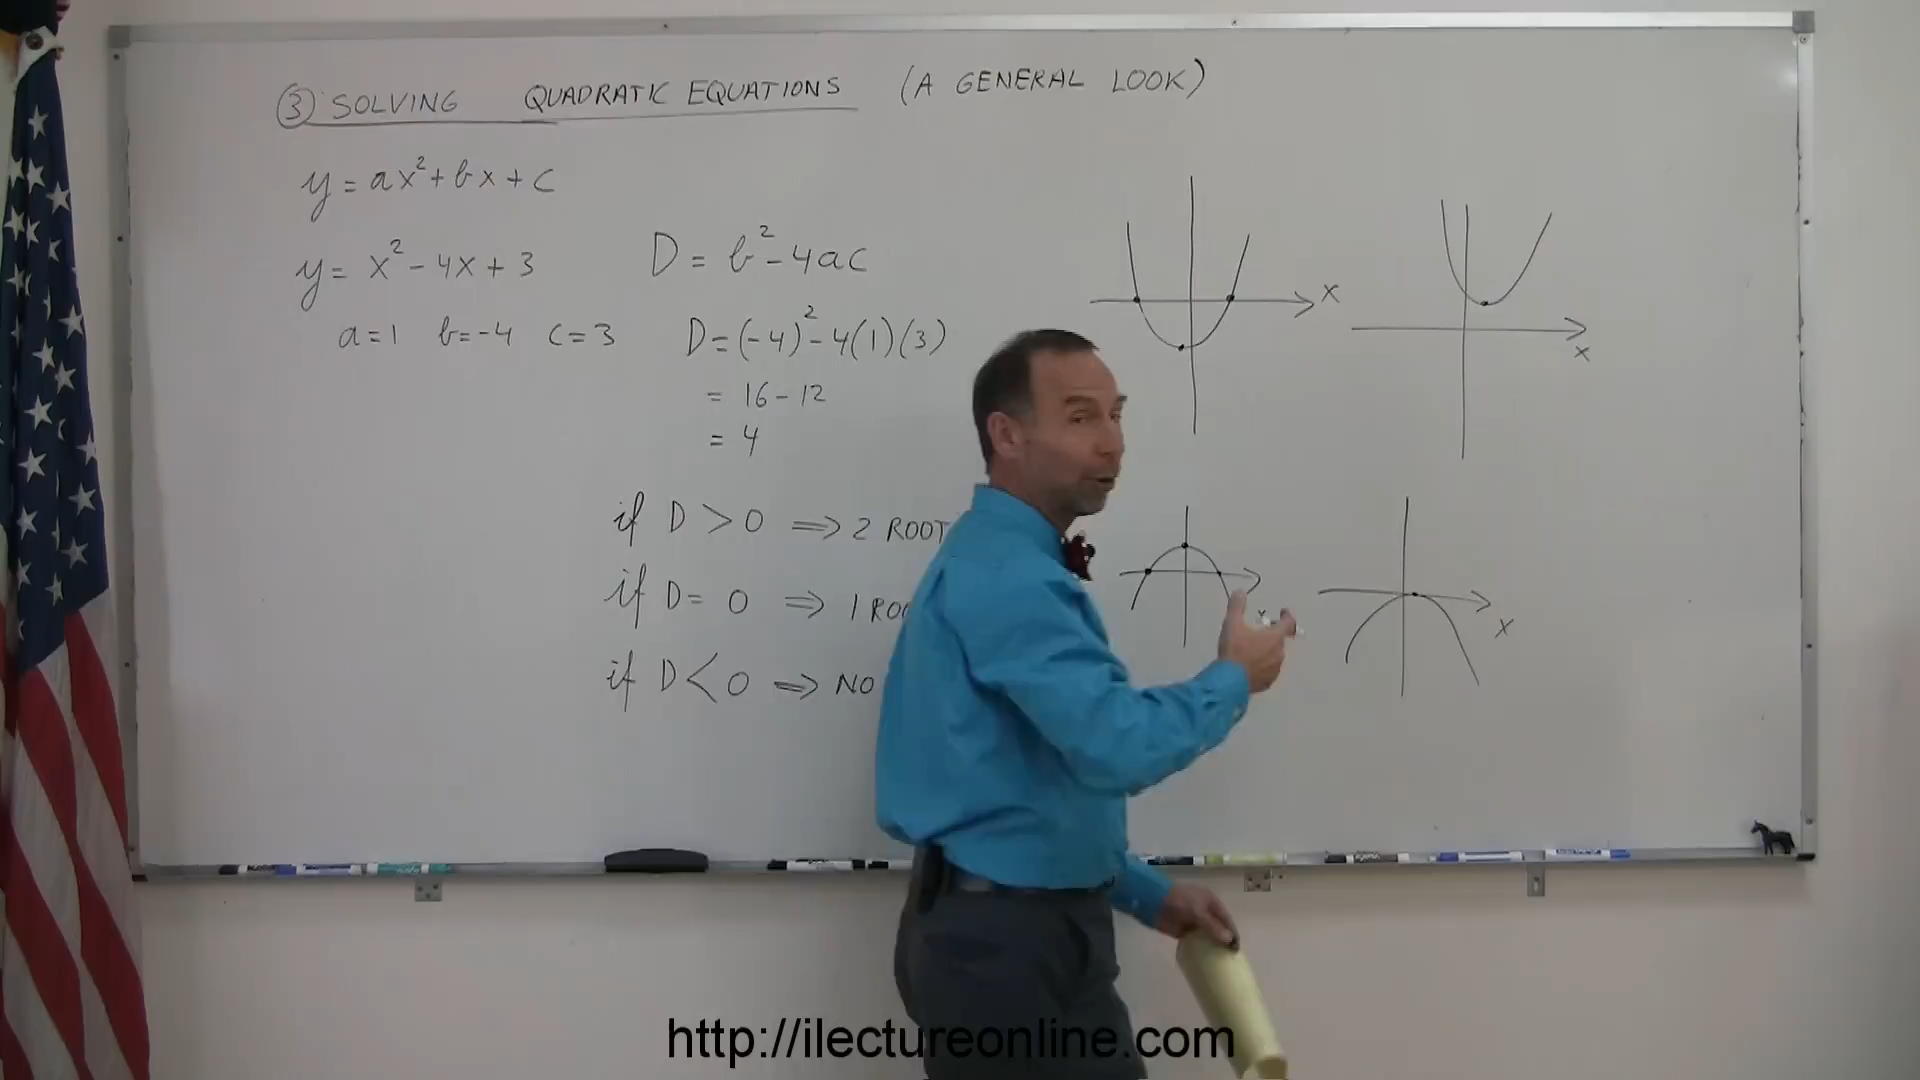 ③ SOLVING QUADRATIC EQUATIONS (A GENERAL LOOK)
y = ax² + bx + c
y = x² - 4x + 3
a = 1 b = -4 c = 3
D = b² - 4ac
D = (-4)² - 4(1)(3)
= 16 - 12
= 4
if D > 0 ⇒ 2 ROOT
if D = 0 ⇒ 1 ROO
if D < 0 ⇒ NO
X
X
X
X
http://ilectureonline.com